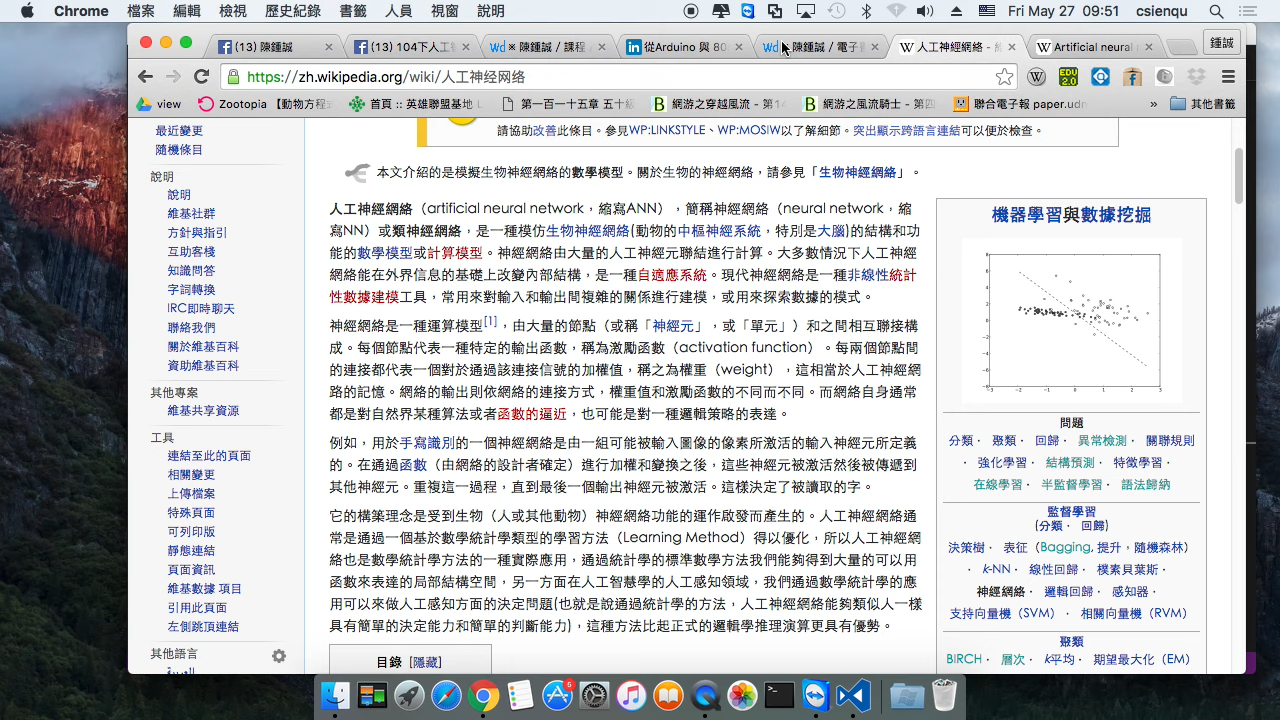 Chrome 檔案 編輯 檢視 歷史紀錄 書籤 人員 視窗 說明 Fri May 27 09:51 csienqu
(13) 陳鍾誠 (13) 104下人工 Wd ※ 陳鍾誠 / 課程 / 從Arduino 與 80 Wd 陳鍾誠 / 電子 人工神經網絡 - Artificial neural 鍾誠
https://zh.wikipedia.org/wiki/人工神经网络
view Zootopia 【動物方程 首頁 :: 英雄聯盟基地 第一百一十五章 五十級 網游之穿越風流 - 第14 網游之風流騎士 - 第四 聯合電子報 paper.udn » 其他書籤
最近變更
隨機條目
說明
說明
維基社群
方針與指引
互助客棧
知識問答
字詞轉換
IRC即時聊天
聯絡我們
關於維基百科
資助維基百科
其他專案
維基共享資源
工具
連結至此的頁面
相關變更
上傳檔案
特殊頁面
可列印版
靜態連結
頁面資訊
維基數據 項目
引用此頁面
左側跳頂連結
其他語言
請協助改善此條目。參見WP:LINKSTYLE、WP:MOSIW以了解細節。突出顯示跨語言連結可以便於檢查。
本文介紹的是模擬生物神經網絡的數學模型。關於生物的神經網絡，請參見「生物神經網絡」。
人工神經網絡（artificial neural network，縮寫ANN），簡稱神經網絡（neural network，縮
寫NN）或類神經網絡，是一種模仿生物神經網絡(動物的中樞神經系統，特別是大腦)的結構和功
能的數學模型或計算模型。神經網絡由大量的人工神經元聯結進行計算。大多數情況下人工神經
網絡能在外界信息的基礎上改變內部結構，是一種自適應系統。現代神經網絡是一種非線性統計
性數據建模工具，常用來對輸入和輸出間複雜的關係進行建模，或用來探索數據的模式。
神經網絡是一種運算模型[1]，由大量的節點（或稱「神經元」，或「單元」）和之間相互聯接構
成。每個節點代表一種特定的輸出函數，稱為激勵函數（activation function）。每兩個節點間
的連接都代表一個對於通過該連接信號的加權值，稱之為權重（weight），這相當於人工神經網
路的記憶。網絡的輸出則依網絡的連接方式，權重值和激勵函數的不同而不同。而網絡自身通常
都是對自然界某種算法或者函數的逼近，也可能是對一種邏輯策略的表達。
例如，用於手寫識別的一個神經網絡是由一組可能被輸入圖像的像素所激活的輸入神經元所定義
的。在通過函數（由網絡的設計者確定）進行加權和變換之後，這些神經元被激活然後被傳遞到
其他神經元。重複這一過程，直到最後一個輸出神經元被激活。這樣決定了被讀取的字。
它的構築理念是受到生物（人或其他動物）神經網絡功能的運作啟發而產生的。人工神經網絡通
常是通過一個基於數學統計學類型的學習方法（Learning Method）得以優化，所以人工神經網
絡也是數學統計學方法的一種實際應用，通過統計學的標準數學方法我們能夠得到大量的可以用
函數來表達的局部結構空間，另一方面在人工智慧學的人工感知領域，我們通過數學統計學的應
用可以來做人工感知方面的決定問題(也就是說通過統計學的方法，人工神經網絡能夠類似人一樣
具有簡單的決定能力和簡單的判斷能力)，這種方法比起正式的邏輯學推理演算更具有優勢。
目錄 [隱藏]
機器學習與數據挖掘
8
6
4
2
0
−2
−4
−6
−8
−3 −2 −1 0 1 2 3
問題
分類 · 聚類 · 回歸 · 異常檢測 · 關聯規則
· 強化學習 · 結構預測 · 特徵學習 ·
在線學習 · 半監督學習 · 語法歸納
監督學習
(分類 · 回歸)
決策樹 · 表征（Bagging, 提升，隨機森林）
· k-NN · 線性回歸 · 樸素貝葉斯 ·
神經網絡 · 邏輯回歸 · 感知器 ·
支持向量機（SVM） · 相關向量機（RVM）
聚類
BIRCH · 層次 · k平均 · 期望最大化（EM）
6